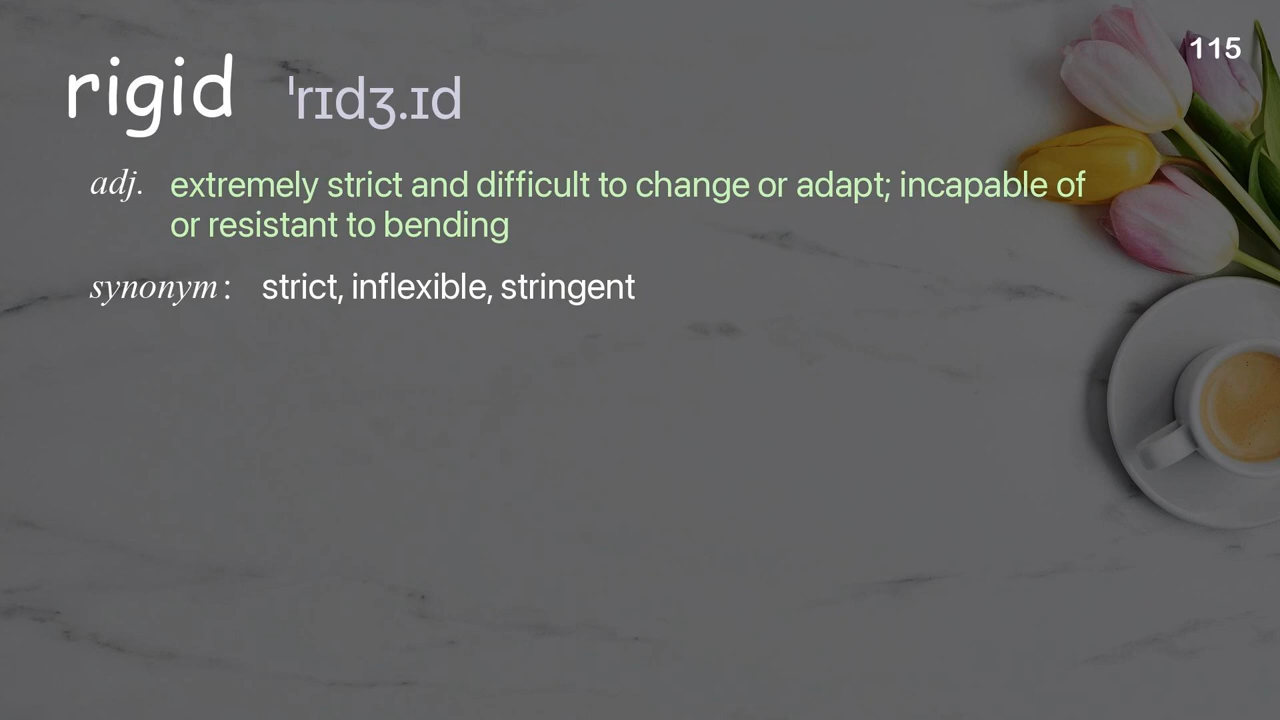 115
rigid ˈrɪdʒ.ɪd
adj. extremely strict and difficult to change or adapt; incapable of
or resistant to bending
synonym: strict, inflexible, stringent